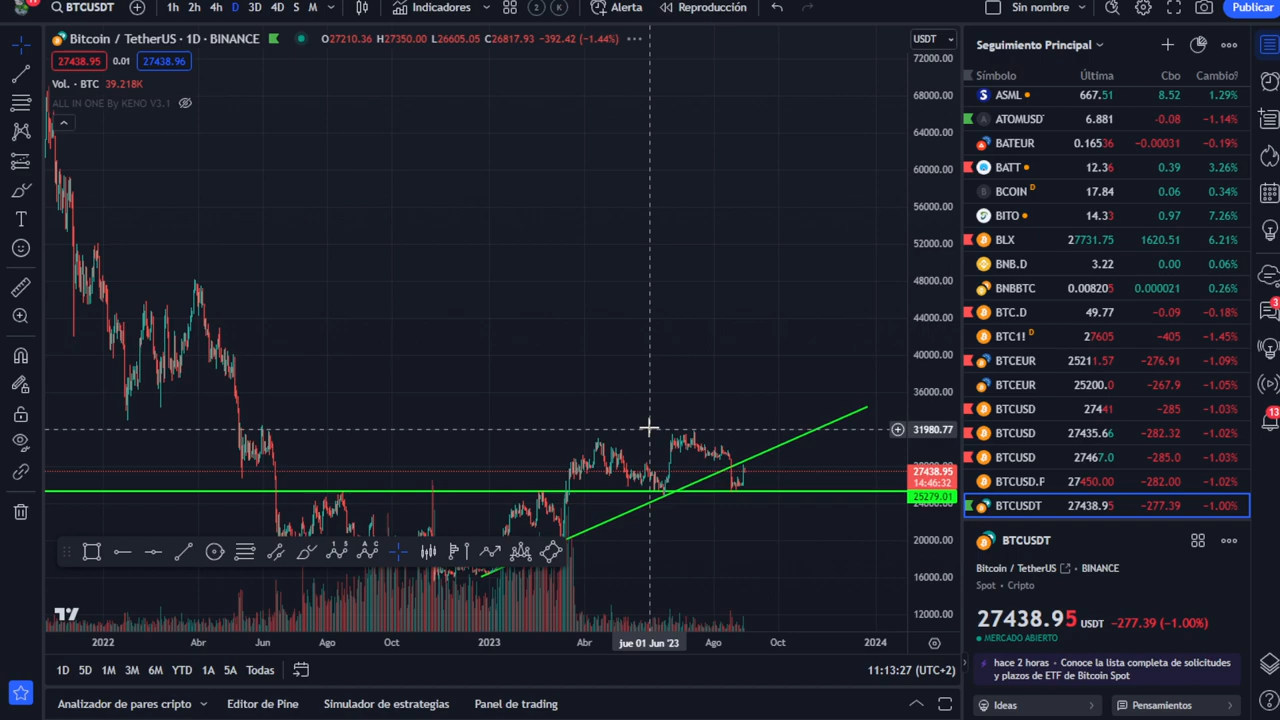 BTCUSDT 1h 2h 4h D 3D 4D S M Indicadores 2 K Alerta Reproducción Sin nombre Publicar
Bitcoin / TetherUS · 1D · BINANCE O27210.36 H27350.00 L26605.05 C26817.93 −392.42 (−1.44%)
27438.95 0.01 27438.96
Vol. · BTC 39.218K
ALL IN ONE By KENO V3.1
USDT
72000.00
68000.00
64000.00
60000.00
56000.00
52000.00
48000.00
44000.00
40000.00
36000.00
31980.77
27438.95
14:46:32
25279.01
20000.00
16000.00
12000.00
2022 Abr Jun Ago Oct 2023 Abr jue 01 Jun '23 Ago Oct 2024
1D 5D 1M 3M 6M YTD 1A 5A Todas 11:13:27 (UTC+2)
Analizador de pares cripto Editor de Pine Simulador de estrategias Panel de trading
Seguimiento Principal
Símbolo Última Cbo Cambio%
ASML 667.51 8.52 1.29%
ATOMUSD 6.881 −0.08 −1.14%
BATEUR 0.16536 −0.00031 −0.19%
BATT 12.36 0.39 3.26%
BCOIN D 17.84 0.06 0.34%
BITO 14.33 0.97 7.26%
BLX 27731.75 1620.51 6.21%
BNB.D 3.22 0.00 0.06%
BNBBTC 0.008205 0.000021 0.26%
BTC.D 49.77 −0.09 −0.18%
BTC1! D 27605 −405 −1.45%
BTCEUR 25211.57 −276.91 −1.09%
BTCEUR 25200.0 −267.9 −1.05%
BTCUSD 27441 −285 −1.03%
BTCUSD 27435.66 −282.32 −1.02%
BTCUSD 27467.0 −285.0 −1.03%
BTCUSD.P 27450.00 −282.00 −1.02%
BTCUSDT 27438.95 −277.39 −1.00%
BTCUSDT
Bitcoin / TetherUS · BINANCE
Spot · Cripto
27438.95 USDT −277.39 (−1.00%)
MERCADO ABIERTO
hace 2 horas · Conoce la lista completa de solicitudes
y plazos de ETF de Bitcoin Spot
Ideas Pensamientos
3
13